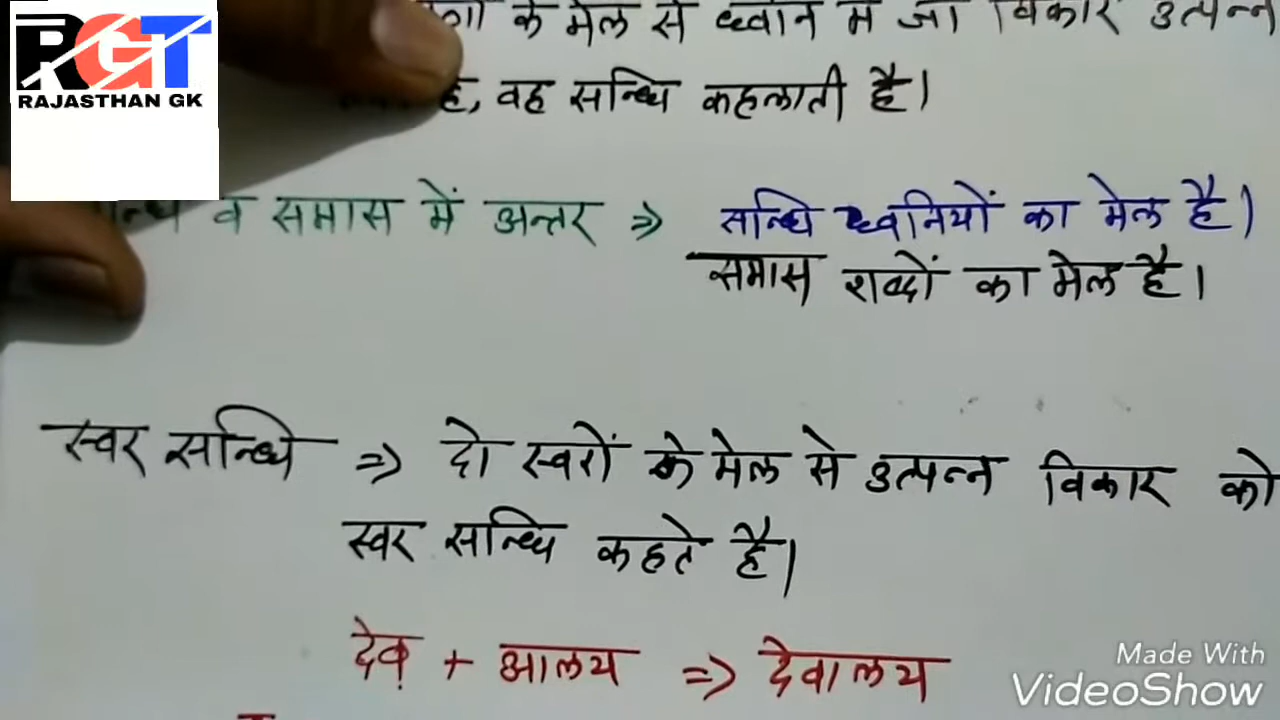 RGT
RAJASTHAN GK
के मेल से ध्वनि में जो विकार उत्पन्न
है, वह सन्धि कहलाती है।
व समास में अन्तर ⇒ सन्धि ध्वनियों का मेल है।
समास शब्दों का मेल है।
स्वर सन्धि ⇒ दो स्वरों के मेल से उत्पन्न विकार को
स्वर सन्धि कहते है।
देव + आलय ⇒ देवालय
Made With
VideoShow